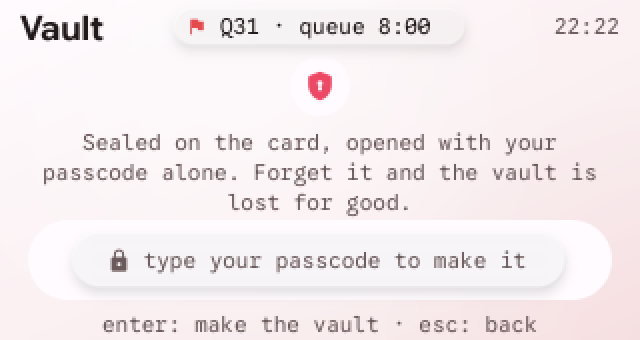 Vault
Q31 · queue 8:00
22:22
Sealed on the card, opened with your
passcode alone. Forget it and the vault is
lost for good.
type your passcode to make it
enter: make the vault · esc: back